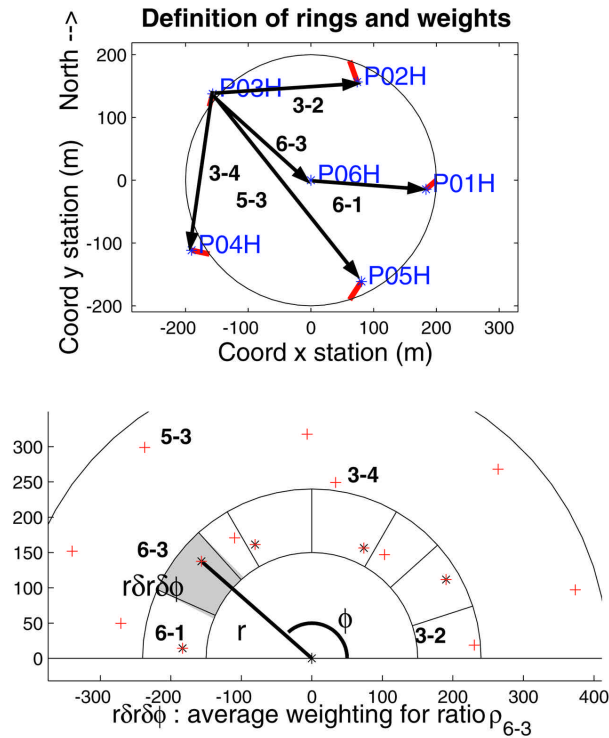 Definition of rings and weights
Coord y station (m) North -->
200
100
0
-100
-200
P03H
P02H
3-2
6-3
3-4
P06H
P01H
5-3
6-1
P04H
P05H
-200 -100 0 100 200 300
Coord x station (m)
300
250
200
150
100
50
0
5-3
3-4
6-3
rδrδϕ
6-1
r
ϕ
3-2
-300 -200 -100 0 100 200 300 400
rδrδϕ : average weighting for ratio ρ6-3